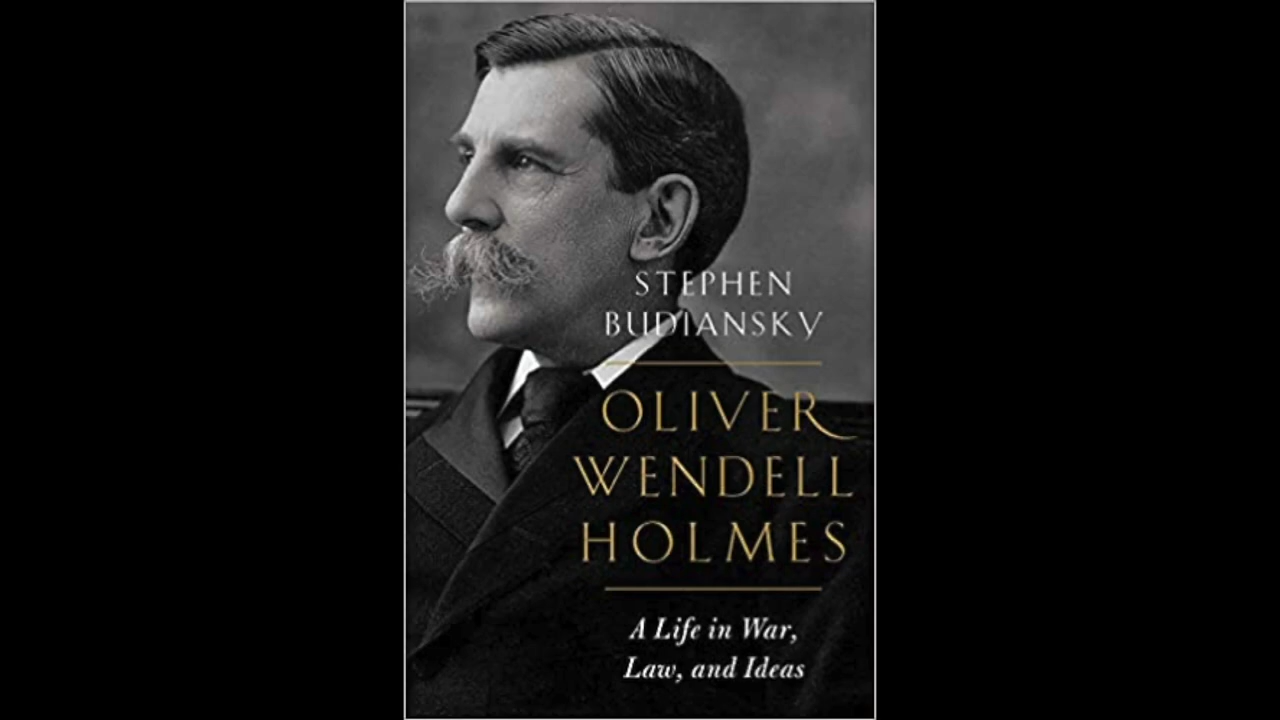 STEPHEN
BUDIANSKY
OLIVER
WENDELL
HOLMES
A Life in War,
Law, and Ideas